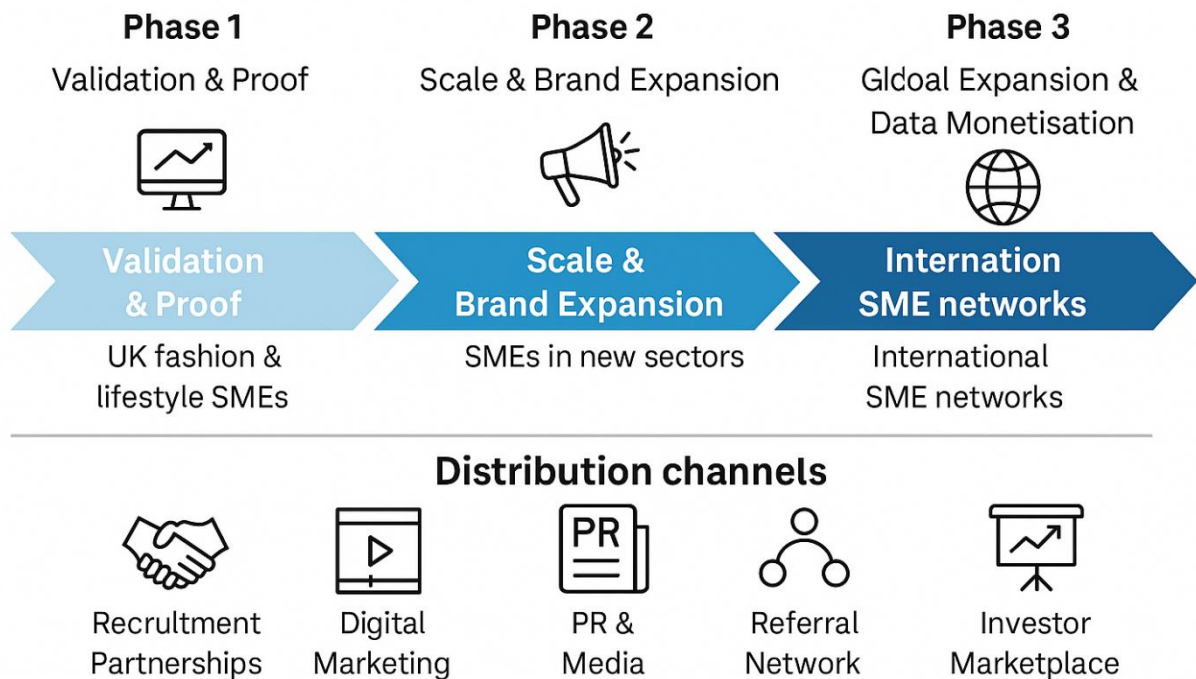 Phase 1
Validation & Proof
Phase 2
Scale & Brand Expansion
Phase 3
Gldoal Expansion &
Data Monetisation
Validation
& Proof
Scale &
Brand Expansion
Internation
SME networks
UK fashion &
lifestyle SMEs
SMEs in new sectors
International
SME networks
Distribution channels
Recrultment
Partnerships
Digital
Marketing
PR
PR &
Media
Referral
Network
Investor
Marketplace